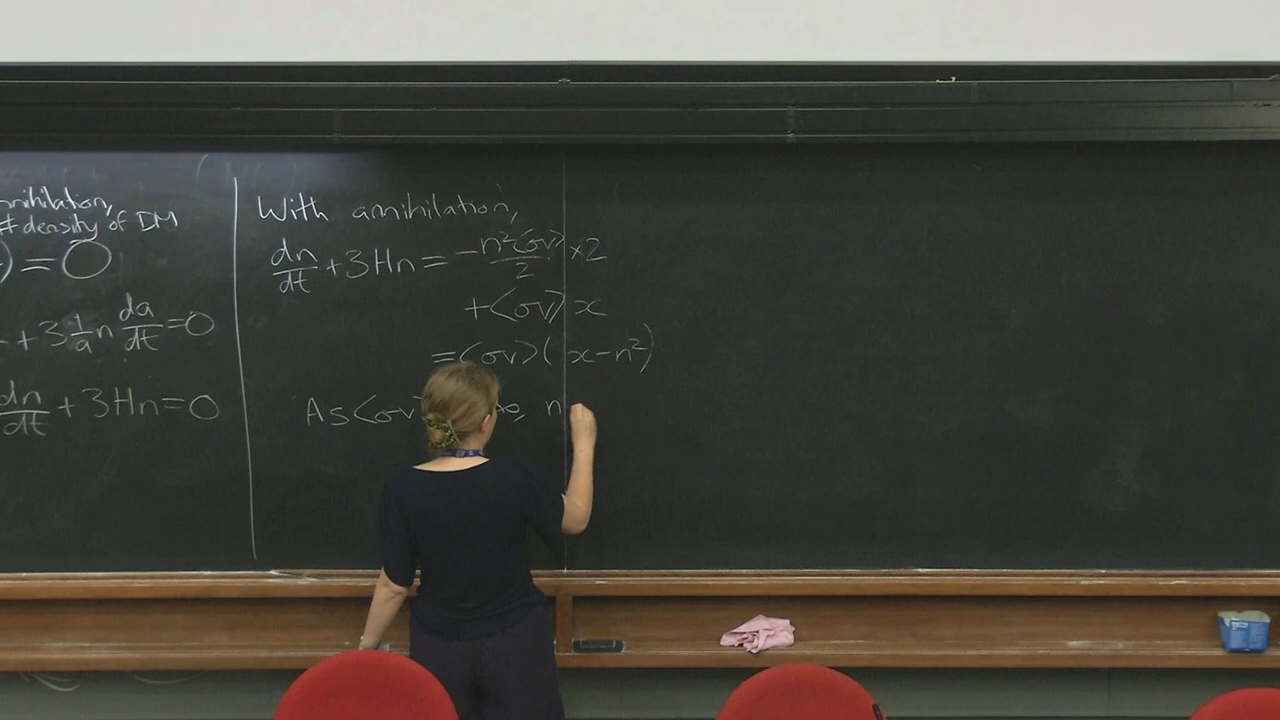 nnihilation,
# density of DM
) = 0
+ 3 1/a n da/dt = 0
dn/dt + 3Hn = 0
With annihilation,
dn/dt + 3Hn = - n²<σv>/2 × 2
+ <σv> x
= <σv> ( x - n²)
As <σv ∞, n